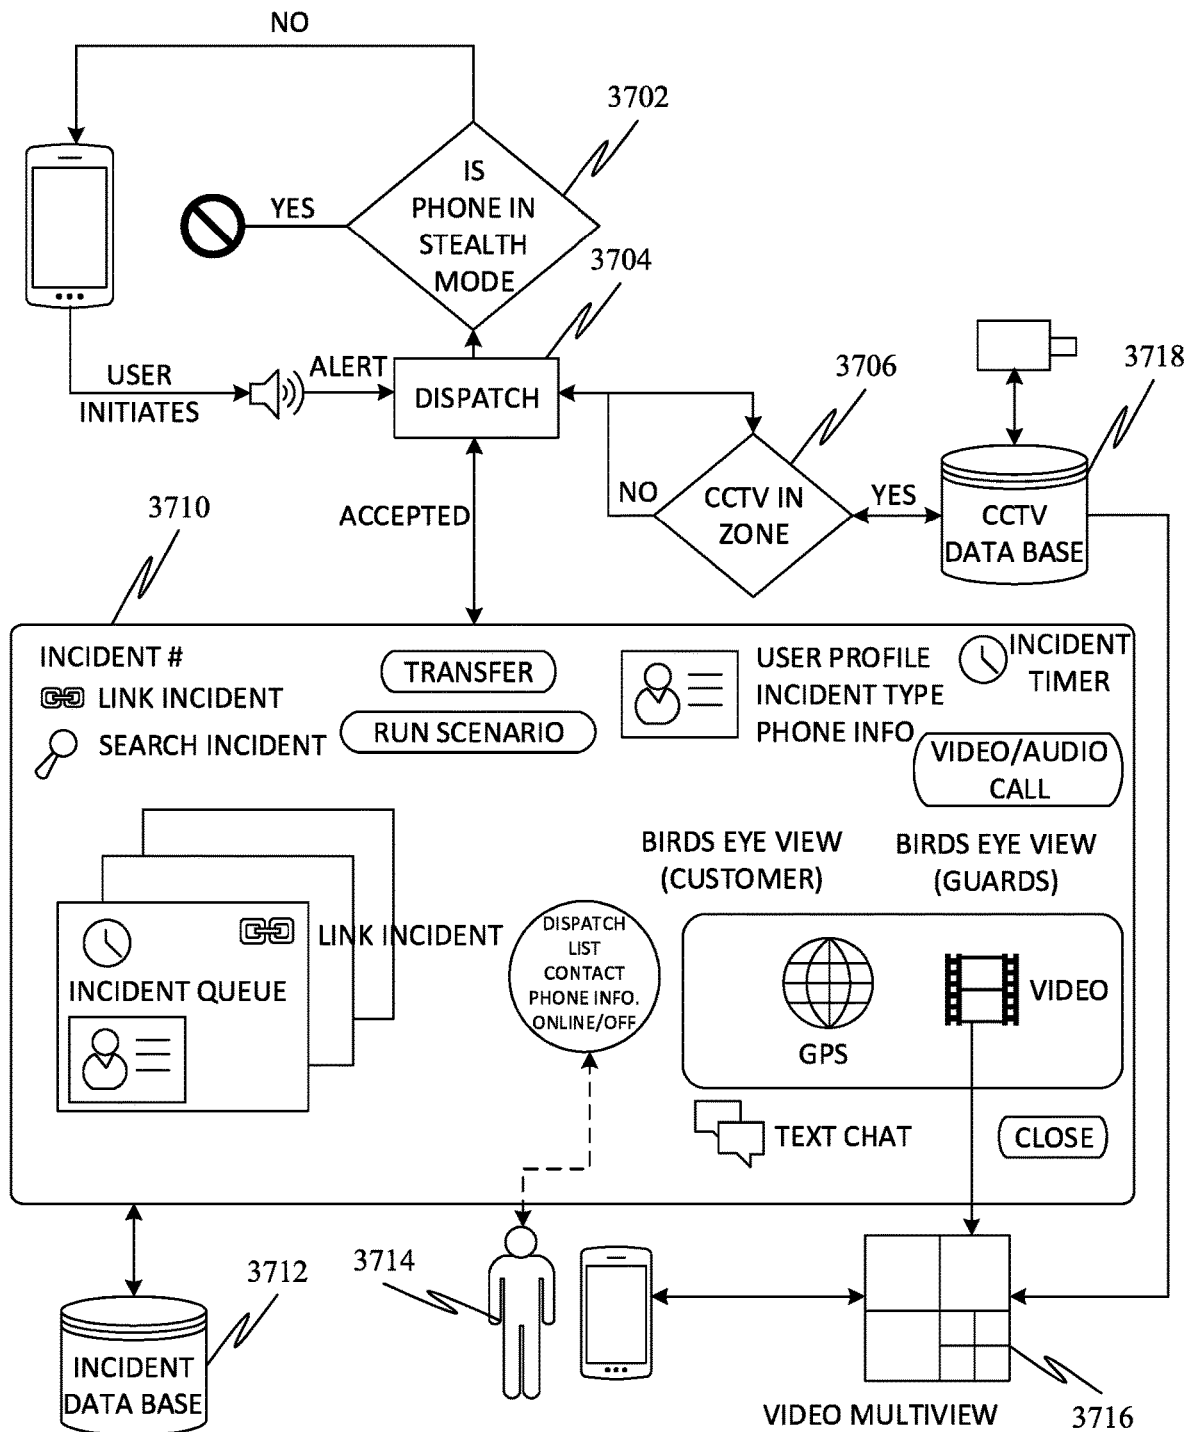 NO
3702
IS
PHONE IN
STEALTH
MODE
YES
3704
USER
INITIATES
ALERT
DISPATCH
3706
3718
NO
CCTV IN
ZONE
YES
CCTV
DATA BASE
3710
ACCEPTED
INCIDENT #
LINK INCIDENT
SEARCH INCIDENT
TRANSFER
RUN SCENARIO
USER PROFILE
INCIDENT TYPE
PHONE INFO
INCIDENT
TIMER
VIDEO/AUDIO
CALL
BIRDS EYE VIEW
(CUSTOMER)
BIRDS EYE VIEW
(GUARDS)
LINK INCIDENT
INCIDENT QUEUE
DISPATCH
LIST
CONTACT
PHONE INFO.
ONLINE/OFF
GPS
VIDEO
TEXT CHAT
CLOSE
3712
INCIDENT
DATA BASE
3714
VIDEO MULTIVIEW
3716